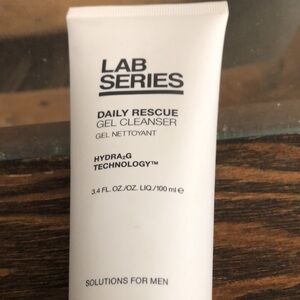 LAB
SERIES
DAILY RESCUE
GEL CLEANSER
GEL NETTOYANT
HYDRA2G
TECHNOLOGY™
3.4 FL. OZ./OZ. LIQ./100 ml ℮
SOLUTIONS FOR MEN